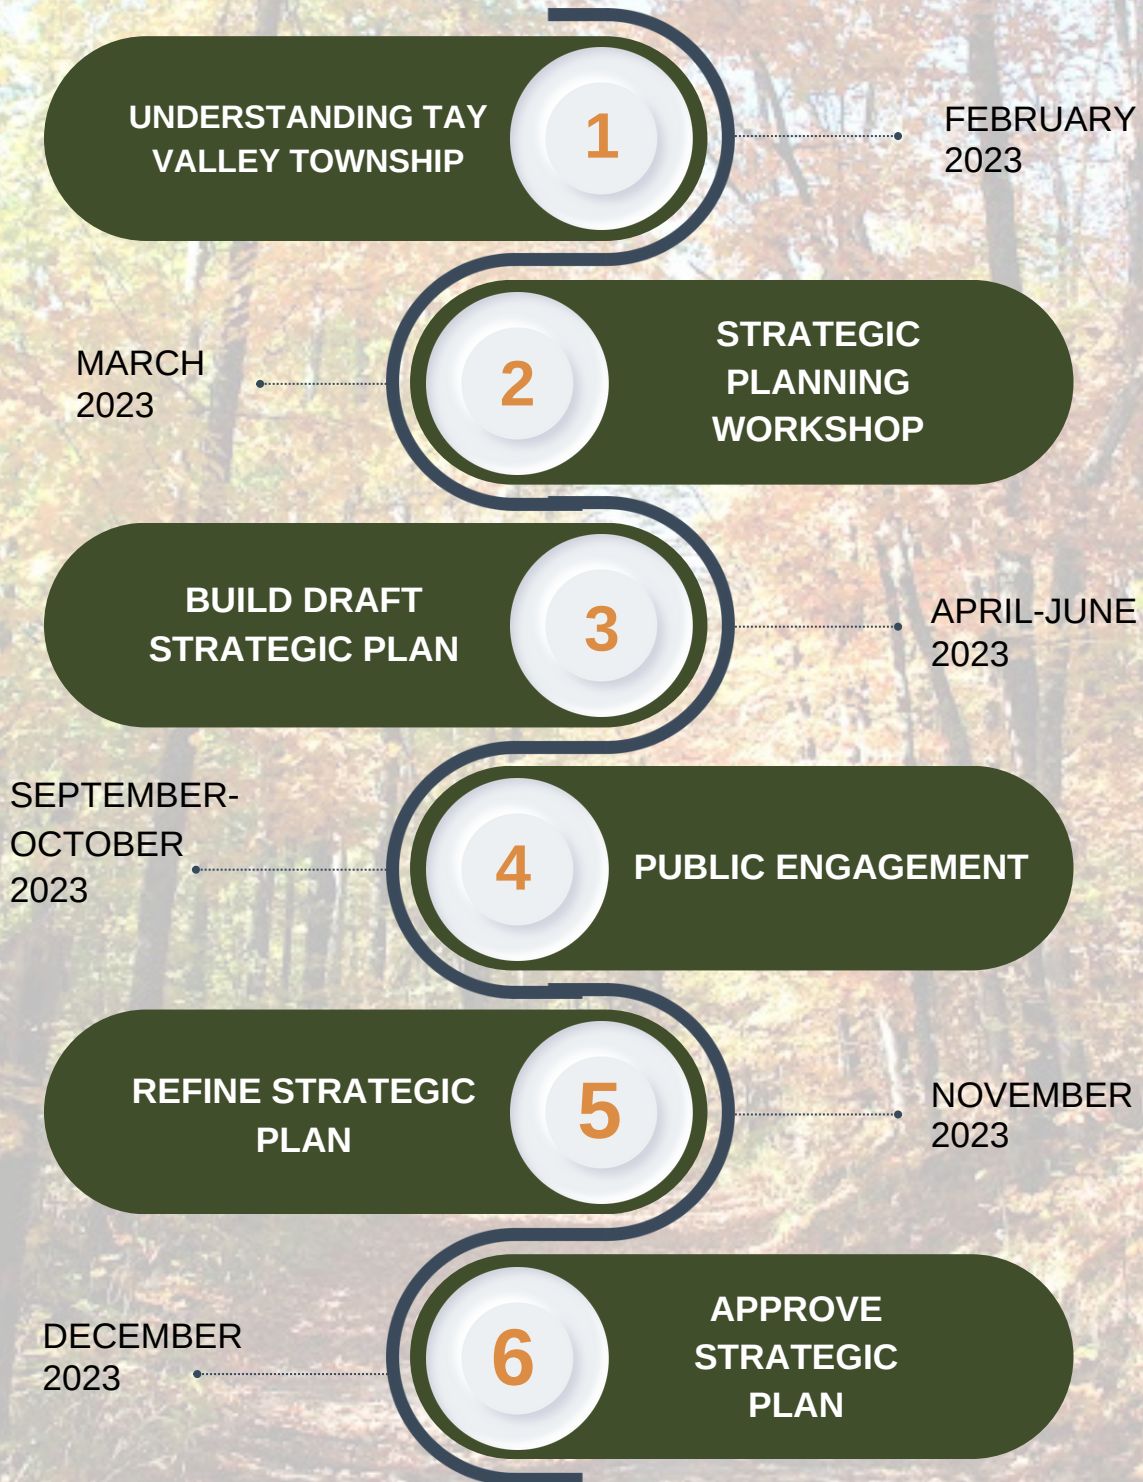 UNDERSTANDING TAY
VALLEY TOWNSHIP
1
FEBRUARY
2023
MARCH
2023
2
STRATEGIC
PLANNING
WORKSHOP
BUILD DRAFT
STRATEGIC PLAN
3
APRIL-JUNE
2023
SEPTEMBER-
OCTOBER
2023
4
PUBLIC ENGAGEMENT
REFINE STRATEGIC
PLAN
5
NOVEMBER
2023
DECEMBER
2023
6
APPROVE
STRATEGIC
PLAN